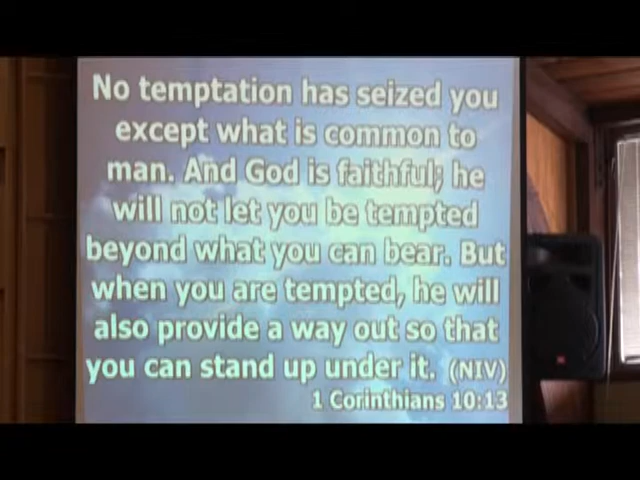 No temptation has seized you
except what is common to
man. And God is faithful; he
will not let you be tempted
beyond what you can bear. But
when you are tempted, he will
also provide a way out so that
you can stand up under it. (NIV)
1 Corinthians 10:13